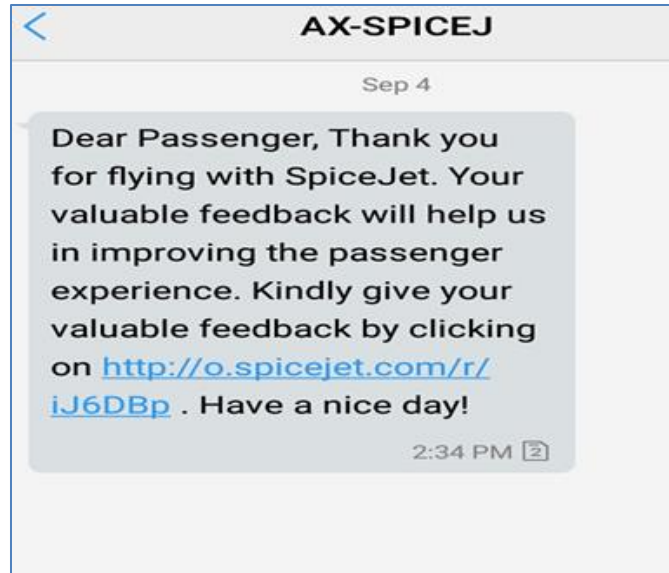 AX-SPICEJ
Sep 4
Dear Passenger, Thank you
for flying with SpiceJet. Your
valuable feedback will help us
in improving the passenger
experience. Kindly give your
valuable feedback by clicking
on http://o.spicejet.com/r/
iJ6DBp . Have a nice day!
2:34 PM 2